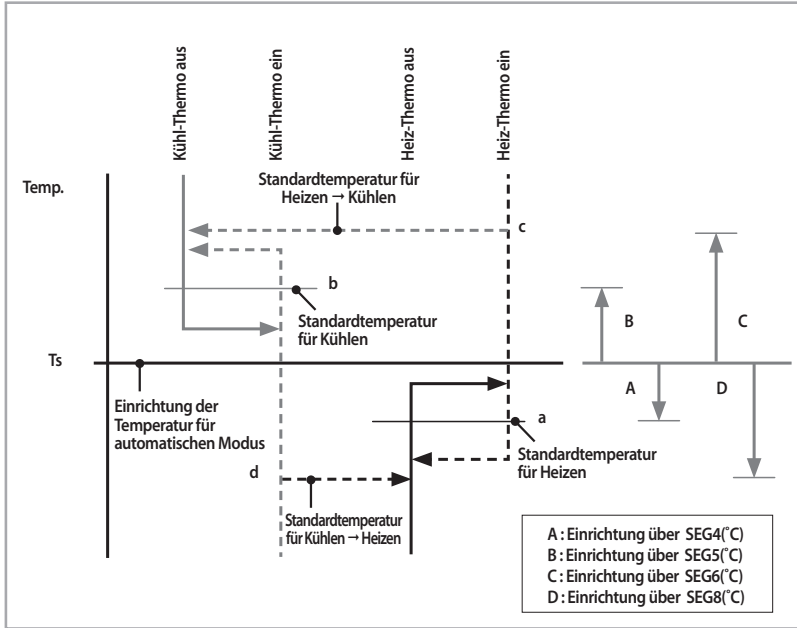 Kühl-Thermo aus
Kühl-Thermo ein
Heiz-Thermo aus
Heiz-Thermo ein
Temp.
Standardtemperatur für
Heizen → Kühlen
c
b
Standardtemperatur
für Kühlen
Ts
Einrichtung der
Temperatur für
automatischen Modus
a
Standardtemperatur
für Heizen
d
Standardtemperatur
für Kühlen → Heizen
B
C
A
D
A : Einrichtung über SEG4(˚C)
B : Einrichtung über SEG5(˚C)
C : Einrichtung über SEG6(˚C)
D : Einrichtung über SEG8(˚C)